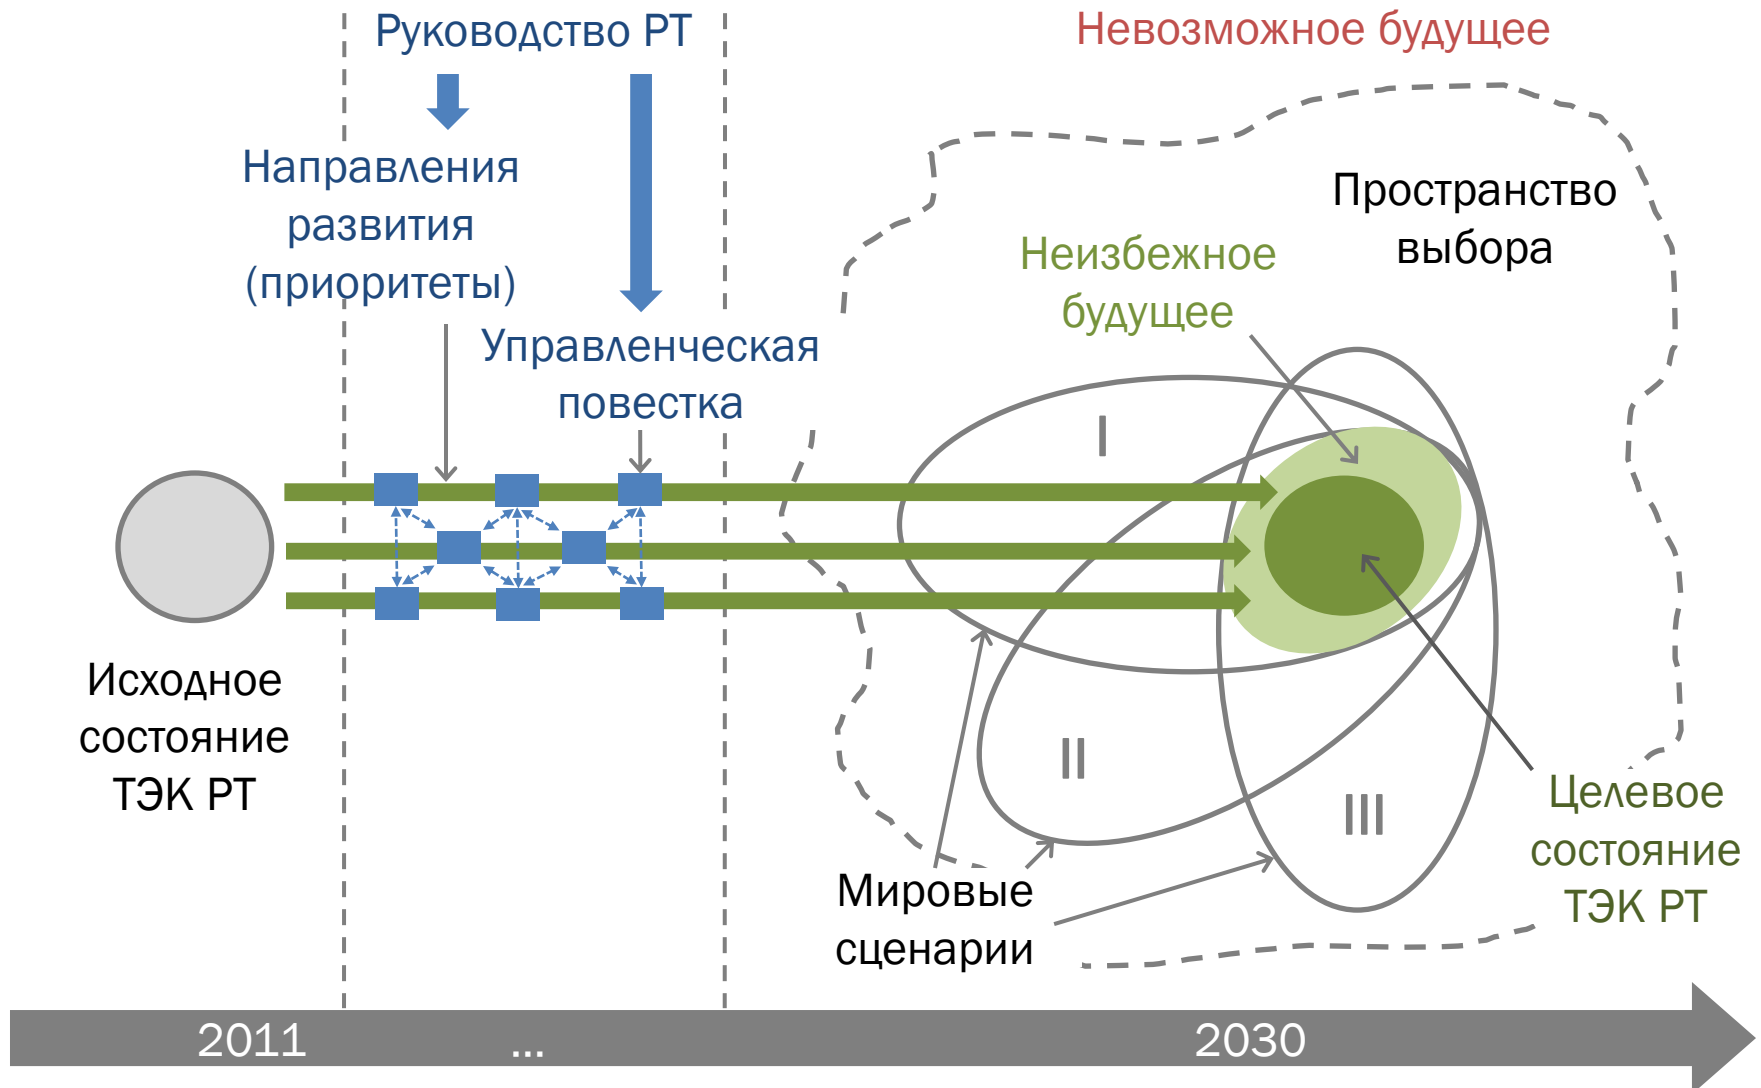 Руководство РТ
Невозможное будущее
Направления
развития
(приоритеты)
Пространство
выбора
Неизбежное
будущее
Управленческая
повестка
I
II
III
Исходное
состояние
ТЭК РТ
Целевое
состояние
ТЭК РТ
Мировые
сценарии
2011
...
2030